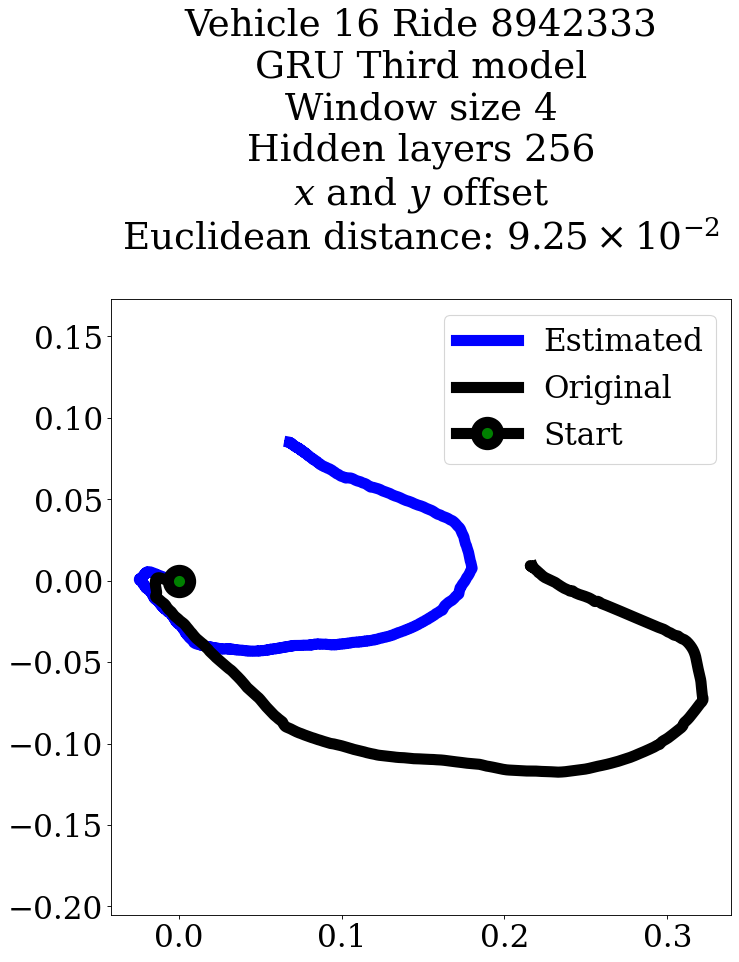 Vehicle 16 Ride 8942333
GRU Third model
Window size 4
Hidden layers 256
x and y offset
Euclidean distance: 9.25 × 10⁻²
Estimated
Original
Start
0.15
0.10
0.05
0.00
−0.05
−0.10
−0.15
−0.20
0.0 0.1 0.2 0.3